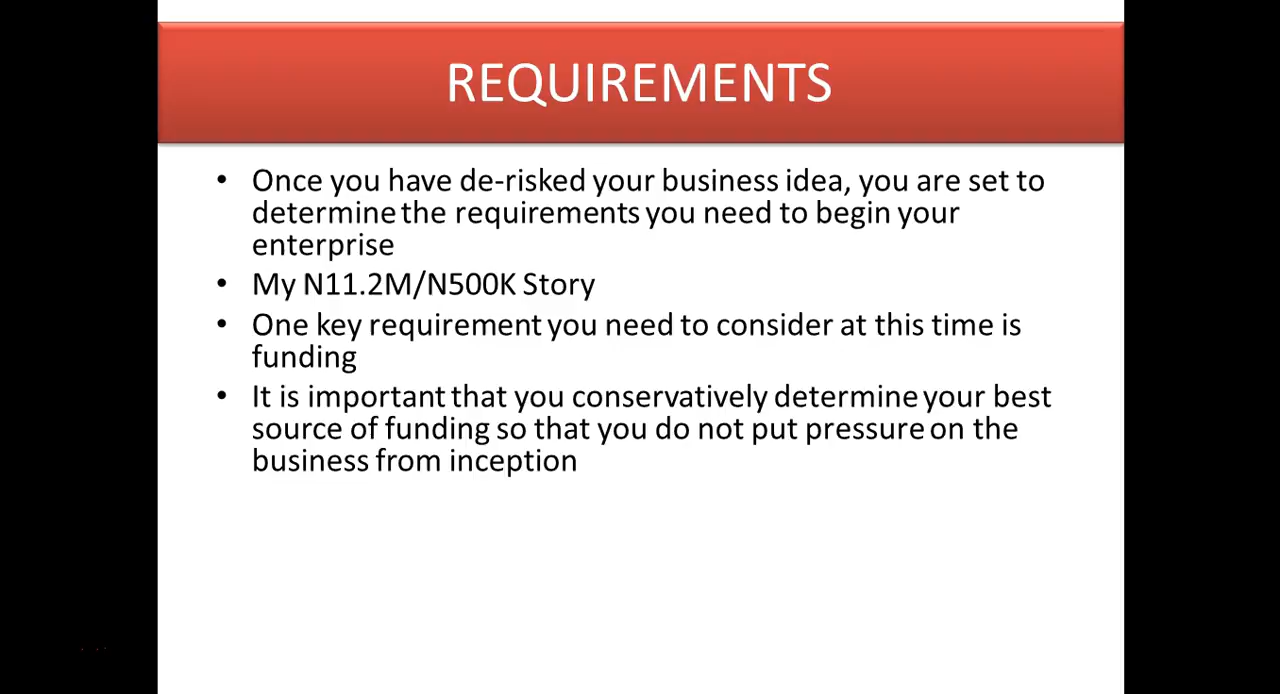 REQUIREMENTS
• Once you have de-risked your business idea, you are set to
determine the requirements you need to begin your
enterprise
• My N11.2M/N500K Story
• One key requirement you need to consider at this time is
funding
• It is important that you conservatively determine your best
source of funding so that you do not put pressure on the
business from inception